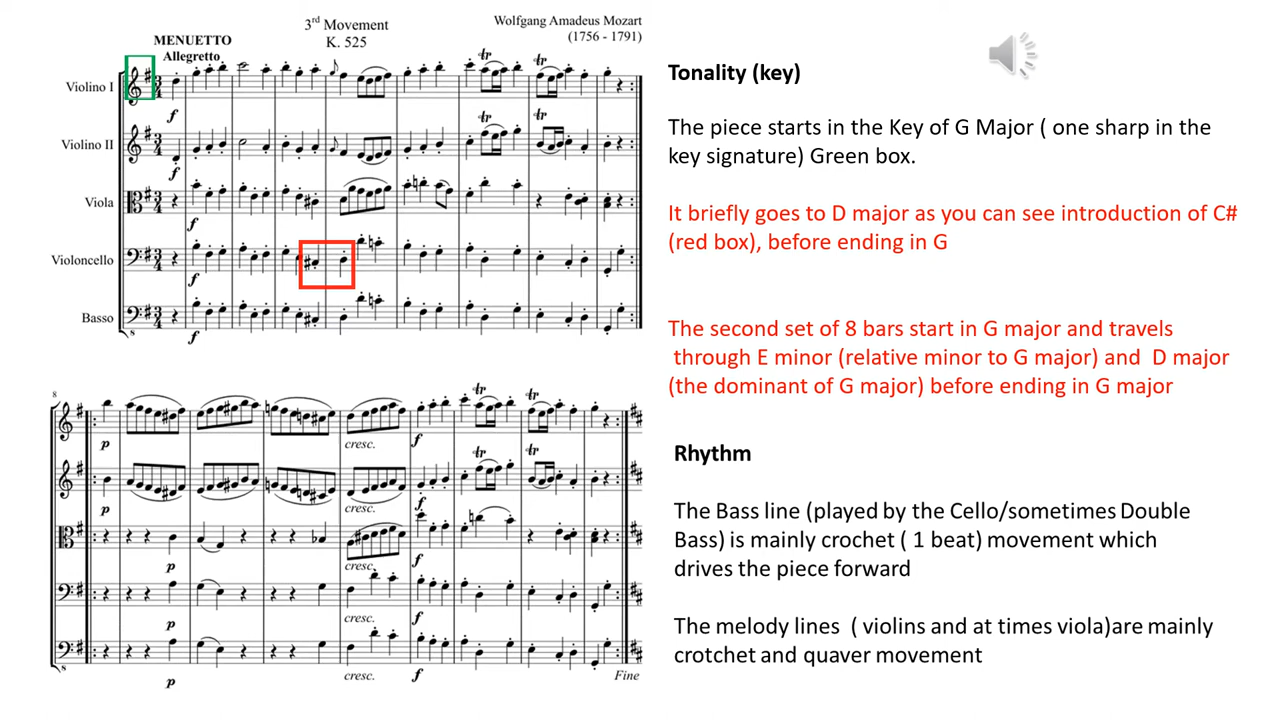 3rd Movement
K. 525
Wolfgang Amadeus Mozart
(1756 - 1791)
MENUETTO
Allegretto
Violino I
f
tr
tr
Violino II
f
tr
tr
Viola
f
Violoncello
f
Basso
f
8
p
cresc.
f
tr
tr
p
cresc.
f
tr
tr
p
cresc.
f
p
cresc.
f
p
cresc.
f
Fine
Tonality (key)
The piece starts in the Key of G Major ( one sharp in the
key signature) Green box.
It briefly goes to D major as you can see introduction of C#
(red box), before ending in G
The second set of 8 bars start in G major and travels
through E minor (relative minor to G major) and D major
(the dominant of G major) before ending in G major
Rhythm
The Bass line (played by the Cello/sometimes Double
Bass) is mainly crochet ( 1 beat) movement which
drives the piece forward
The melody lines ( violins and at times viola)are mainly
crotchet and quaver movement